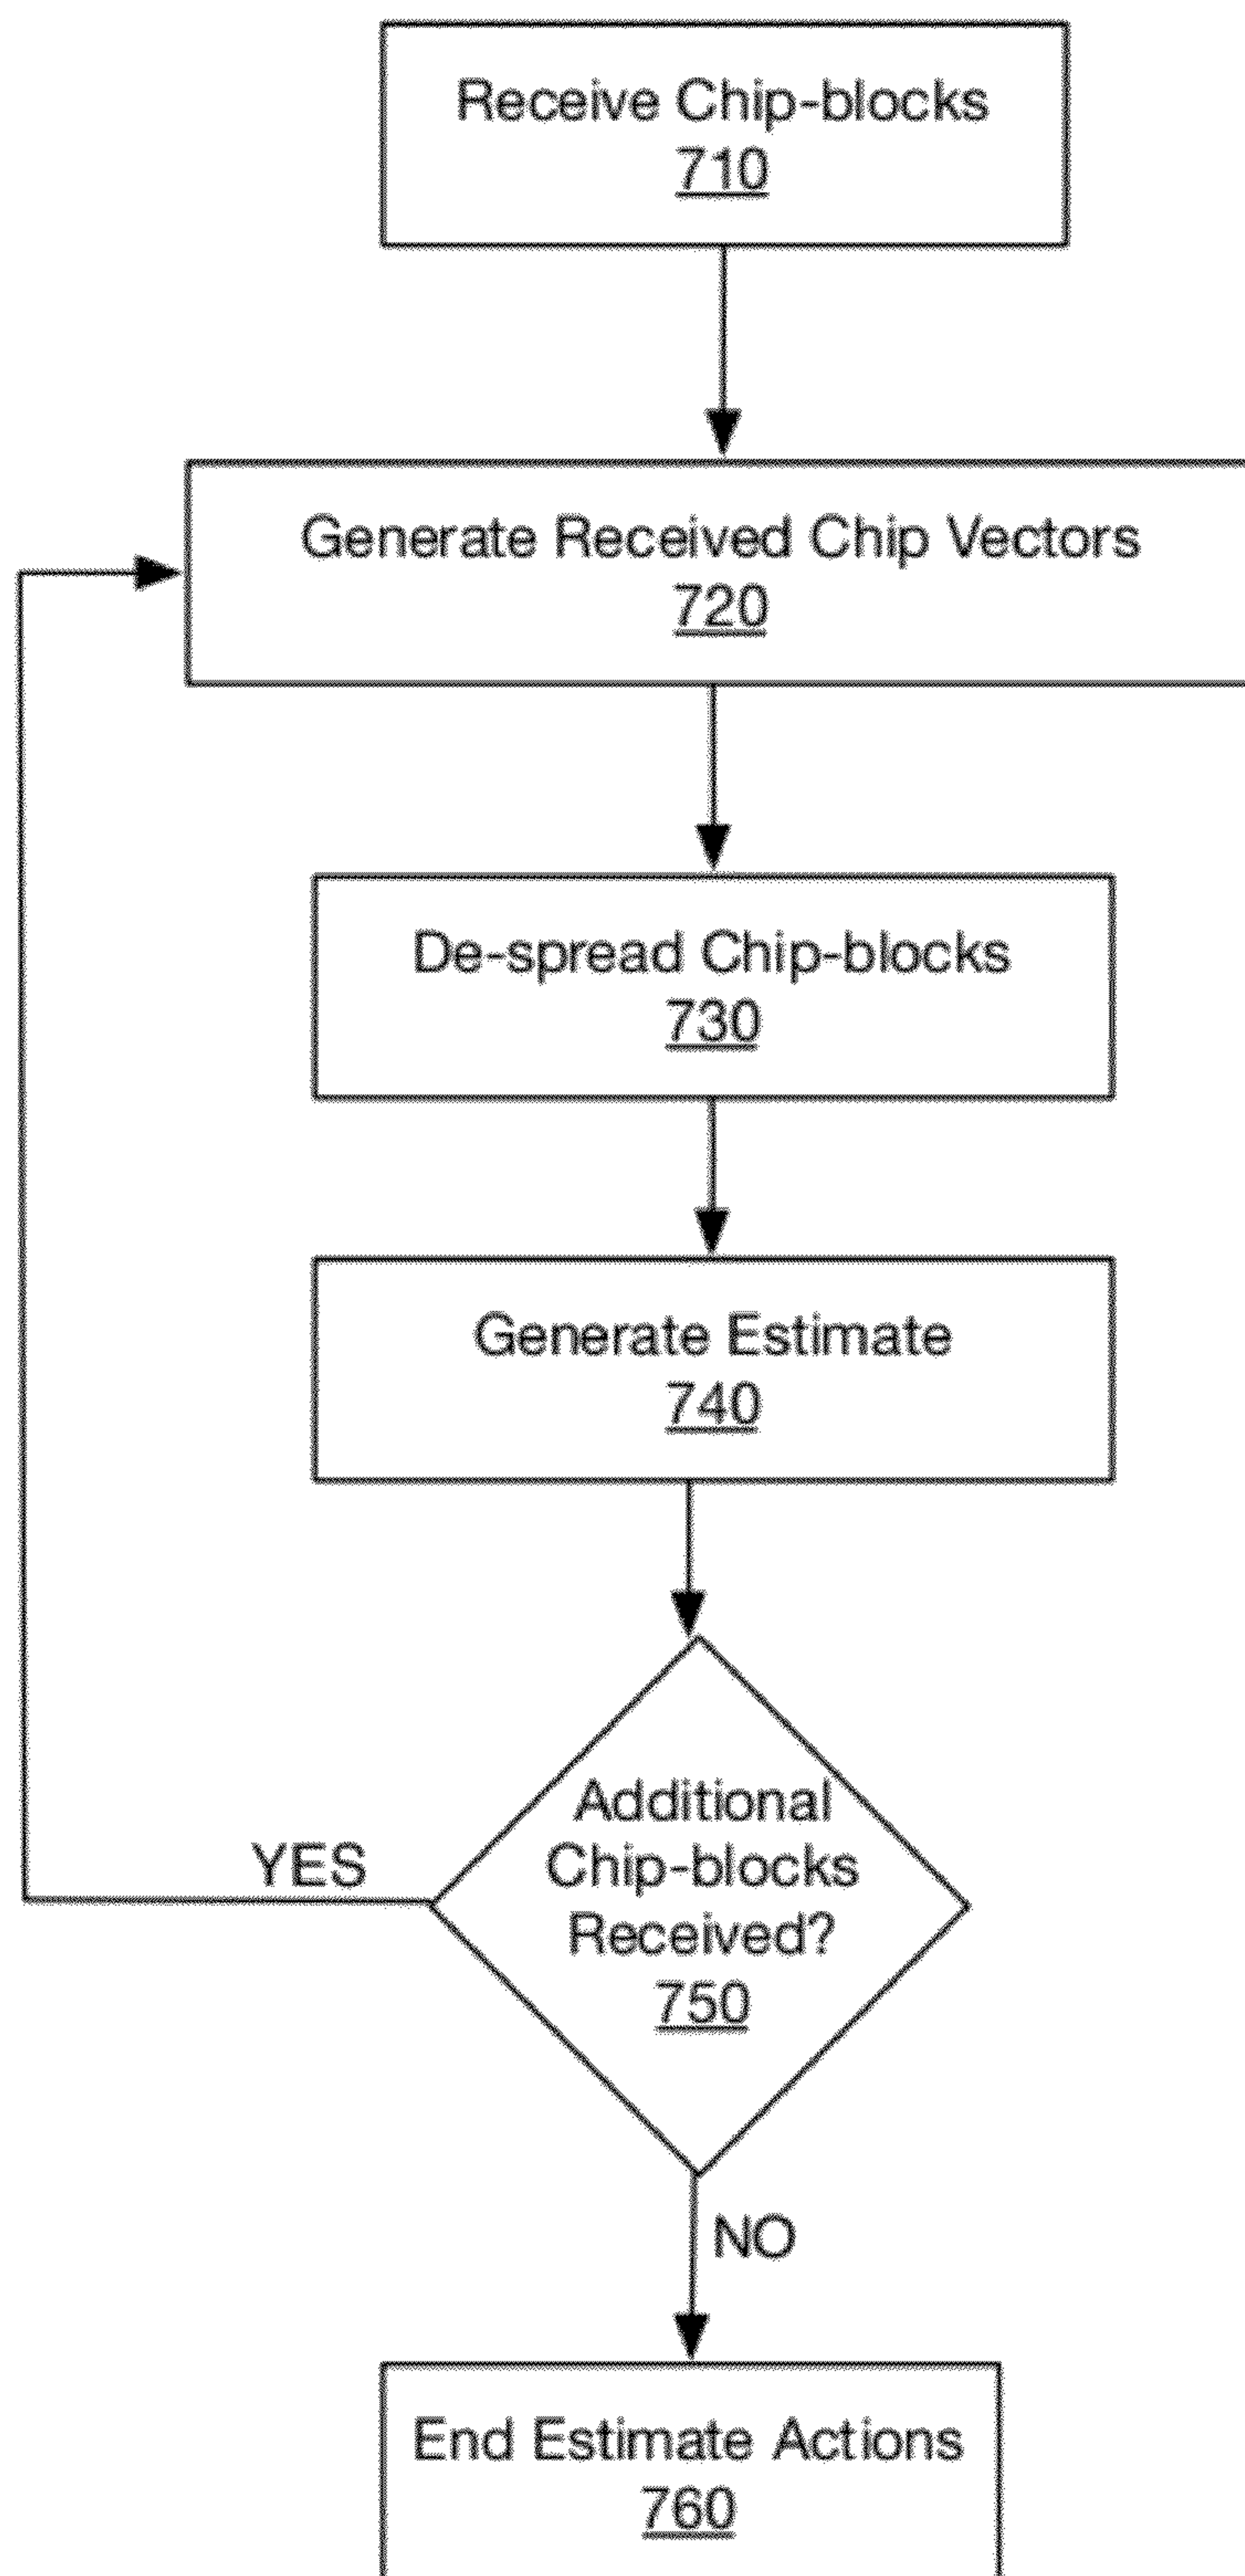 Receive Chip-blocks
710
Generate Received Chip Vectors
720
De-spread Chip-blocks
730
Generate Estimate
740
Additional
Chip-blocks
Received?
750
YES
NO
End Estimate Actions
760